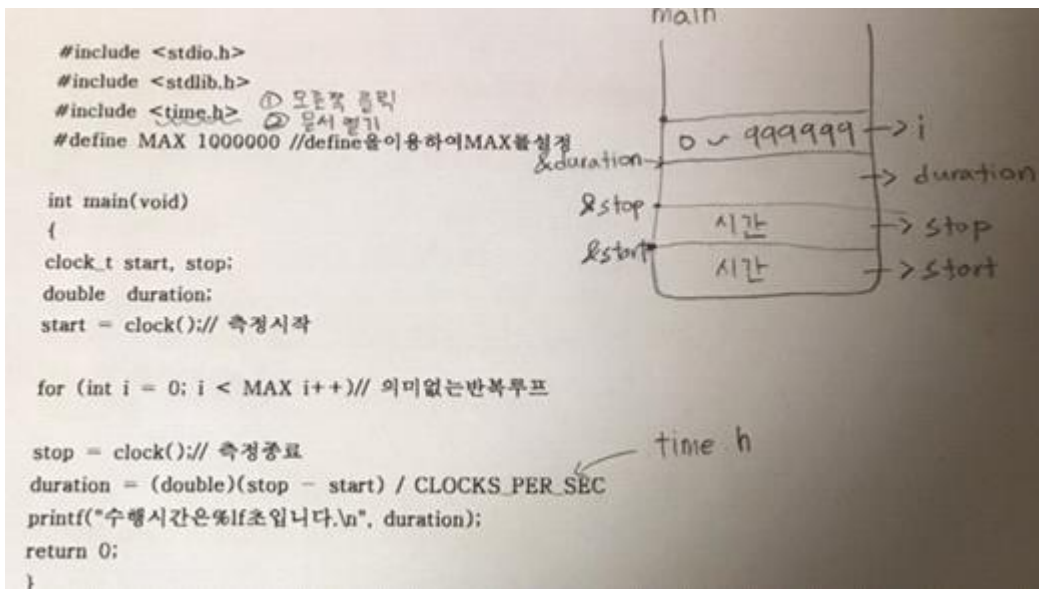 #include <stdio.h>
#include <stdlib.h>
#include <time.h> ① 오른쪽 클릭
② 문서 열기
#define MAX 1000000 //define을이용하여MAX를설정
int main(void)
{
clock_t start, stop;
double duration;
start = clock();// 측정시작
for (int i = 0; i < MAX i++)// 의미없는반복루프
stop = clock();// 측정종료
duration = (double)(stop - start) / CLOCKS_PER_SEC
printf("수행시간은%lf초입니다.\n", duration);
return 0;
}
time h
main
0 ~ 999999 -> i
&duration
-> duration
&stop
시간 -> stop
&start
시간 -> start